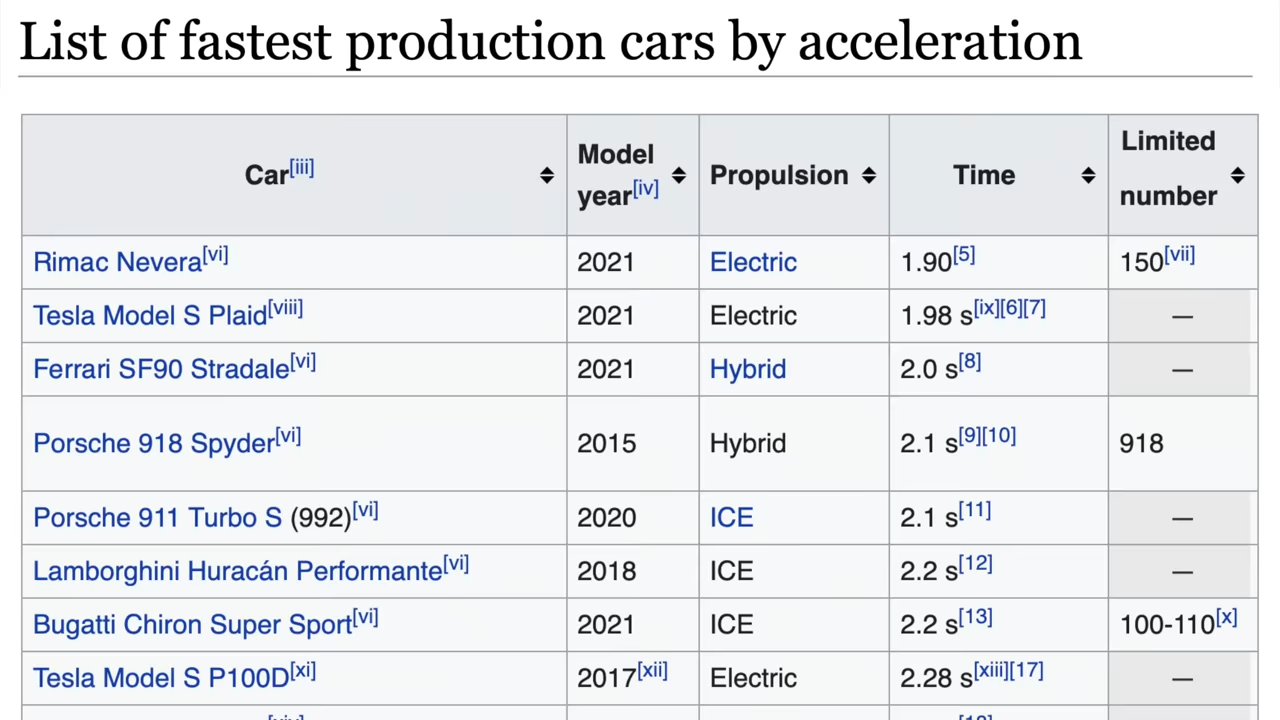 List of fastest production cars by acceleration
Car[iii] Model year[iv] Propulsion Time Limited number
Rimac Nevera[vi] 2021 Electric 1.90[5] 150[vii]
Tesla Model S Plaid[viii] 2021 Electric 1.98 s[ix][6][7] —
Ferrari SF90 Stradale[vi] 2021 Hybrid 2.0 s[8] —
Porsche 918 Spyder[vi] 2015 Hybrid 2.1 s[9][10] 918
Porsche 911 Turbo S (992)[vi] 2020 ICE 2.1 s[11] —
Lamborghini Huracán Performante[vi] 2018 ICE 2.2 s[12] —
Bugatti Chiron Super Sport[vi] 2021 ICE 2.2 s[13] 100-110[x]
Tesla Model S P100D[xi] 2017[xii] Electric 2.28 s[xiii][17] —